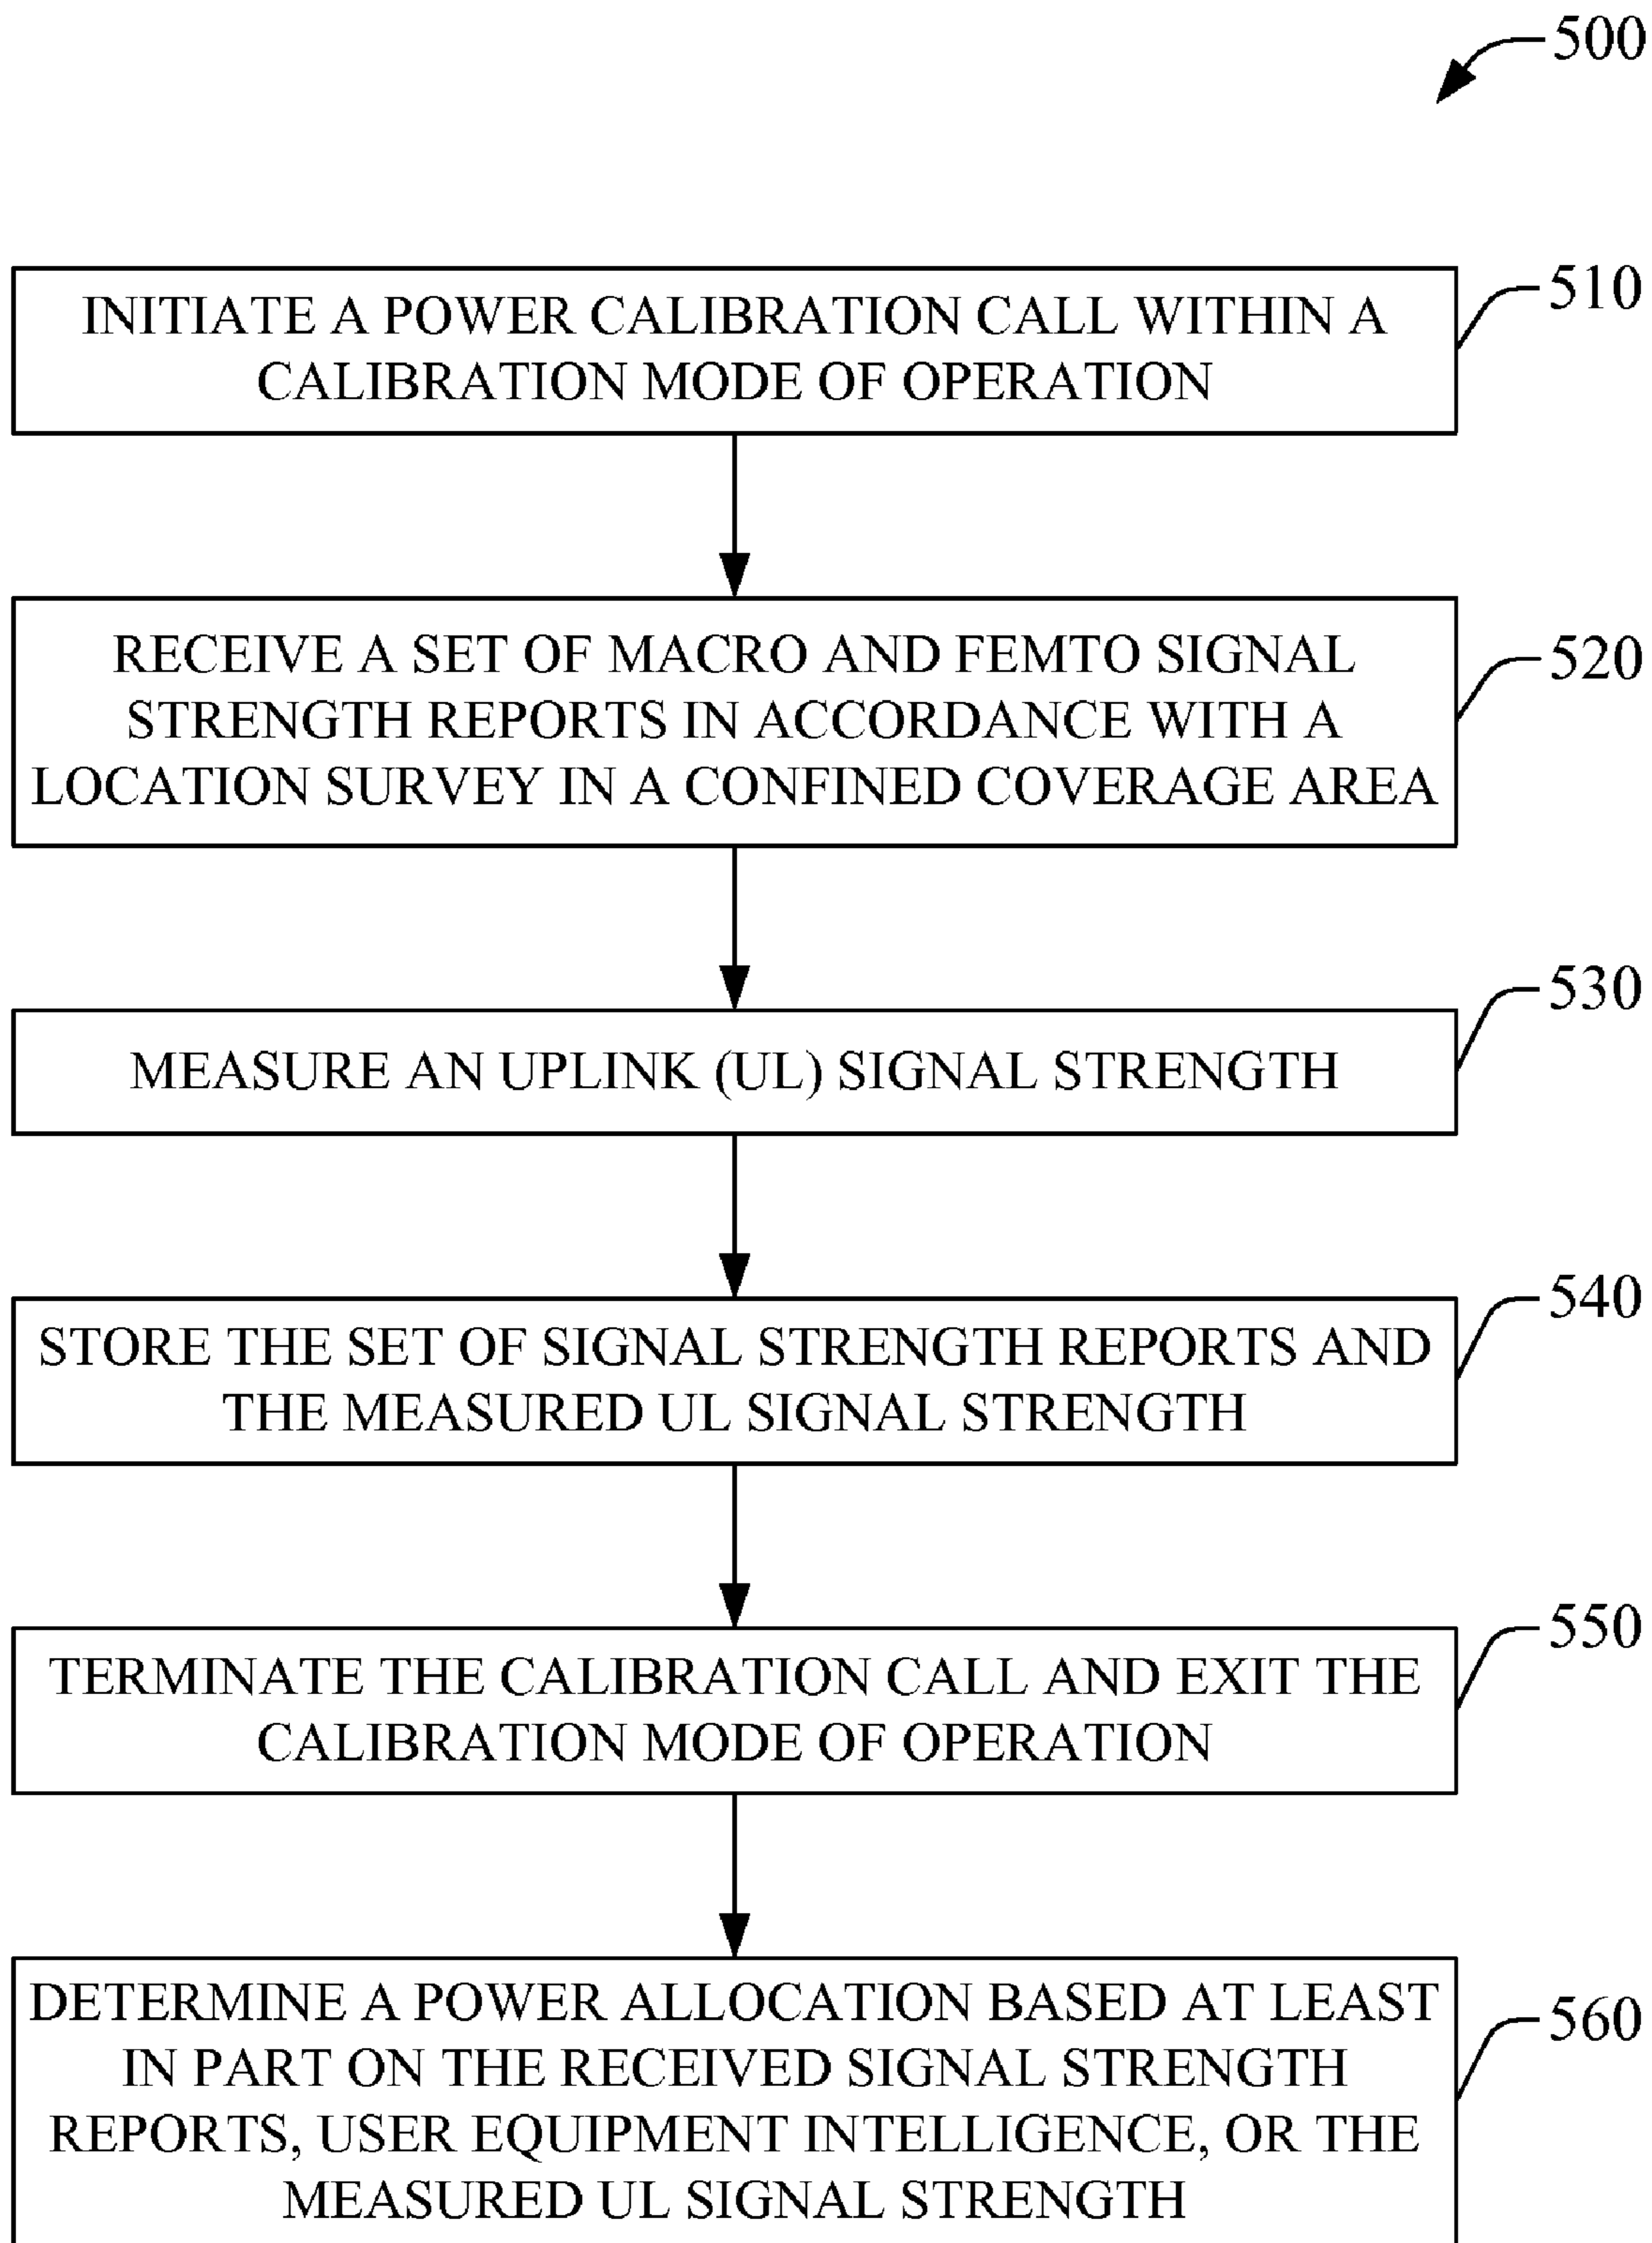 500
INITIATE A POWER CALIBRATION CALL WITHIN A
CALIBRATION MODE OF OPERATION
510
RECEIVE A SET OF MACRO AND FEMTO SIGNAL
STRENGTH REPORTS IN ACCORDANCE WITH A
LOCATION SURVEY IN A CONFINED COVERAGE AREA
520
MEASURE AN UPLINK (UL) SIGNAL STRENGTH
530
STORE THE SET OF SIGNAL STRENGTH REPORTS AND
THE MEASURED UL SIGNAL STRENGTH
540
TERMINATE THE CALIBRATION CALL AND EXIT THE
CALIBRATION MODE OF OPERATION
550
DETERMINE A POWER ALLOCATION BASED AT LEAST
IN PART ON THE RECEIVED SIGNAL STRENGTH
REPORTS, USER EQUIPMENT INTELLIGENCE, OR THE
MEASURED UL SIGNAL STRENGTH
560